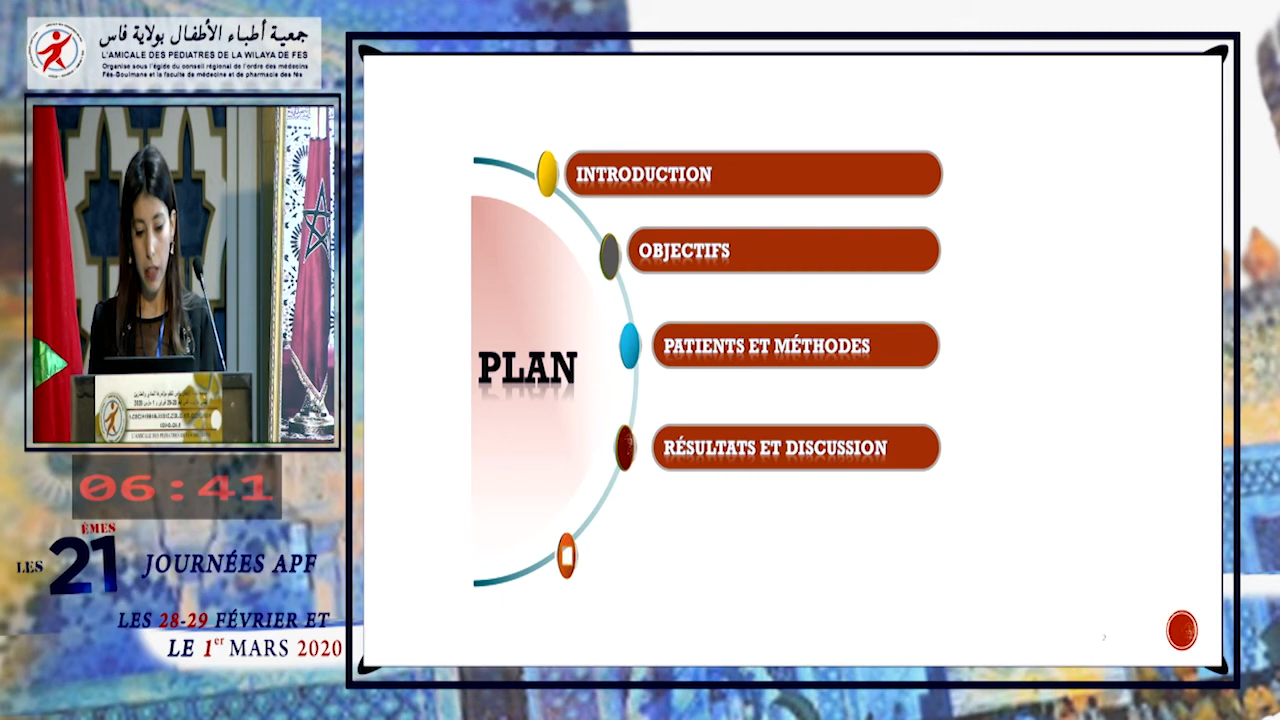 جمعية أطباء الأطفال بولاية فاس
L'AMICALE DES PEDIATRES DE LA WILAYA DE FES
Organisé sous l'égide du conseil régional de l'ordre des médecins
Fés-Boulmane et la faculté de médecine et de pharmacie des fés
06:41
LES 21 ÈMES JOURNÉES APF
LES 28-29 FÉVRIER ET
LE 1er MARS 2020
INTRODUCTION
OBJECTIFS
PATIENTS ET MÉTHODES
RÉSULTATS ET DISCUSSION
PLAN
2